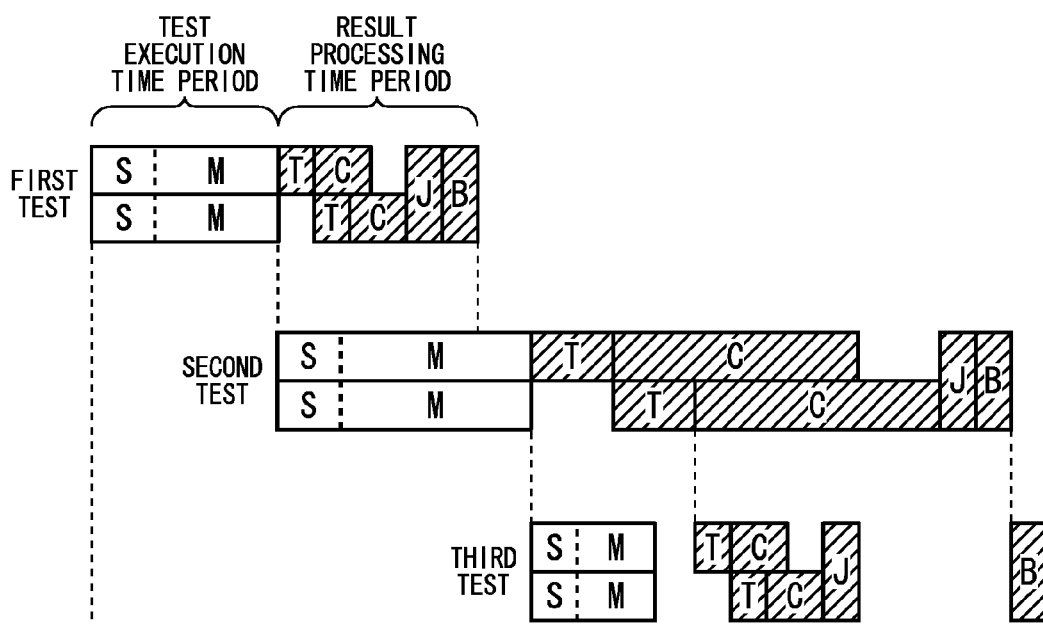 TEST EXECUTION TIME PERIOD
RESULT PROCESSING TIME PERIOD
FIRST TEST
S M T C J B
S M T C
SECOND TEST
S M T C J B
S M T C
THIRD TEST
S M T C J B
S M T C